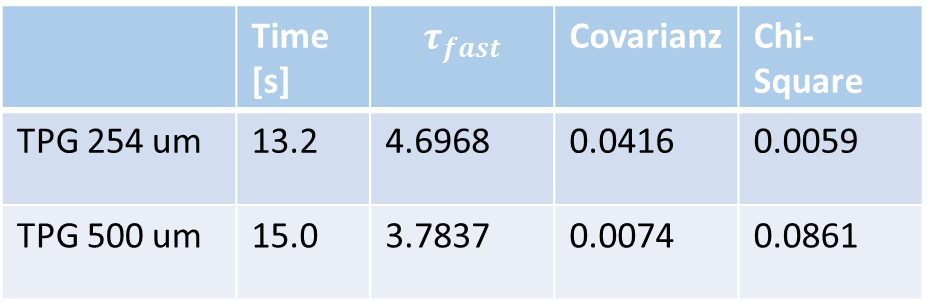 Time [s] τ_fast Covarianz Chi-Square
TPG 254 um 13.2 4.6968 0.0416 0.0059
TPG 500 um 15.0 3.7837 0.0074 0.0861